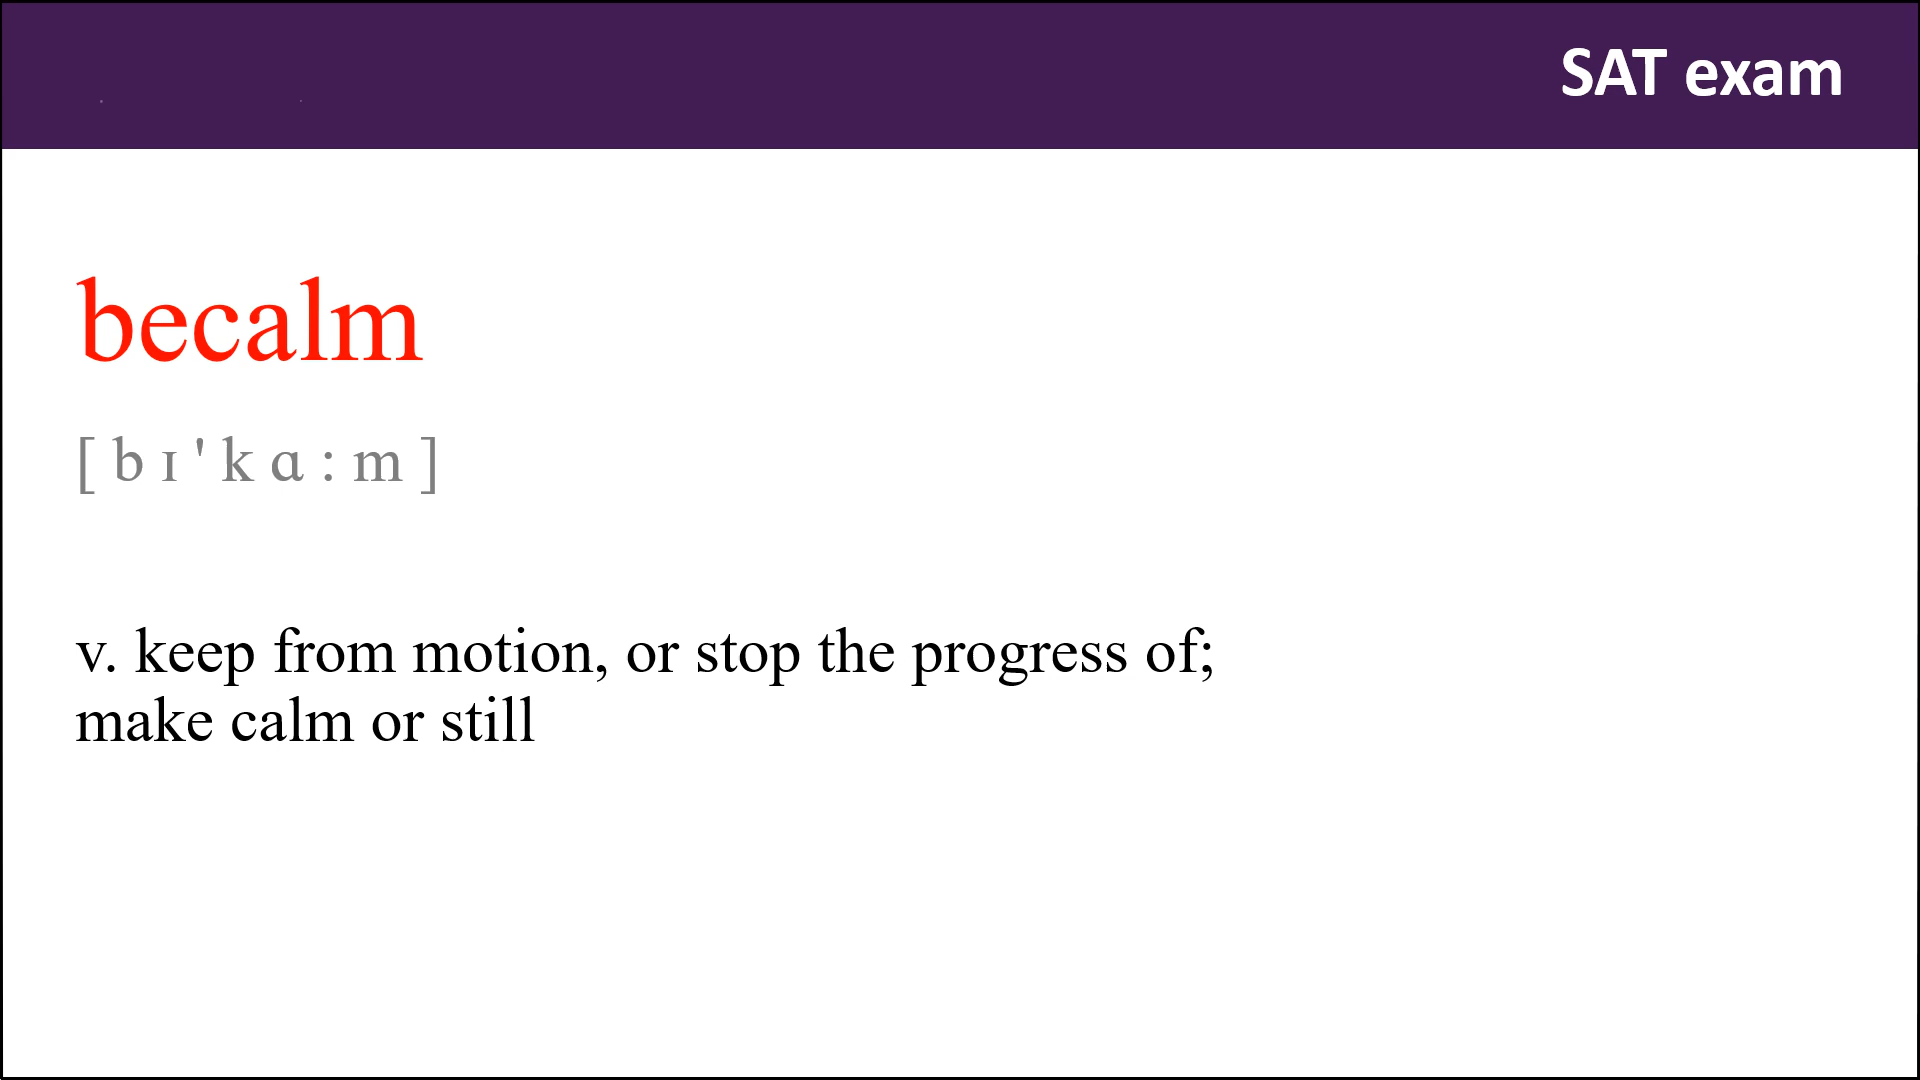 SAT exam
becalm
[ b ɪ ' k ɑ : m ]
v. keep from motion, or stop the progress of;
make calm or still